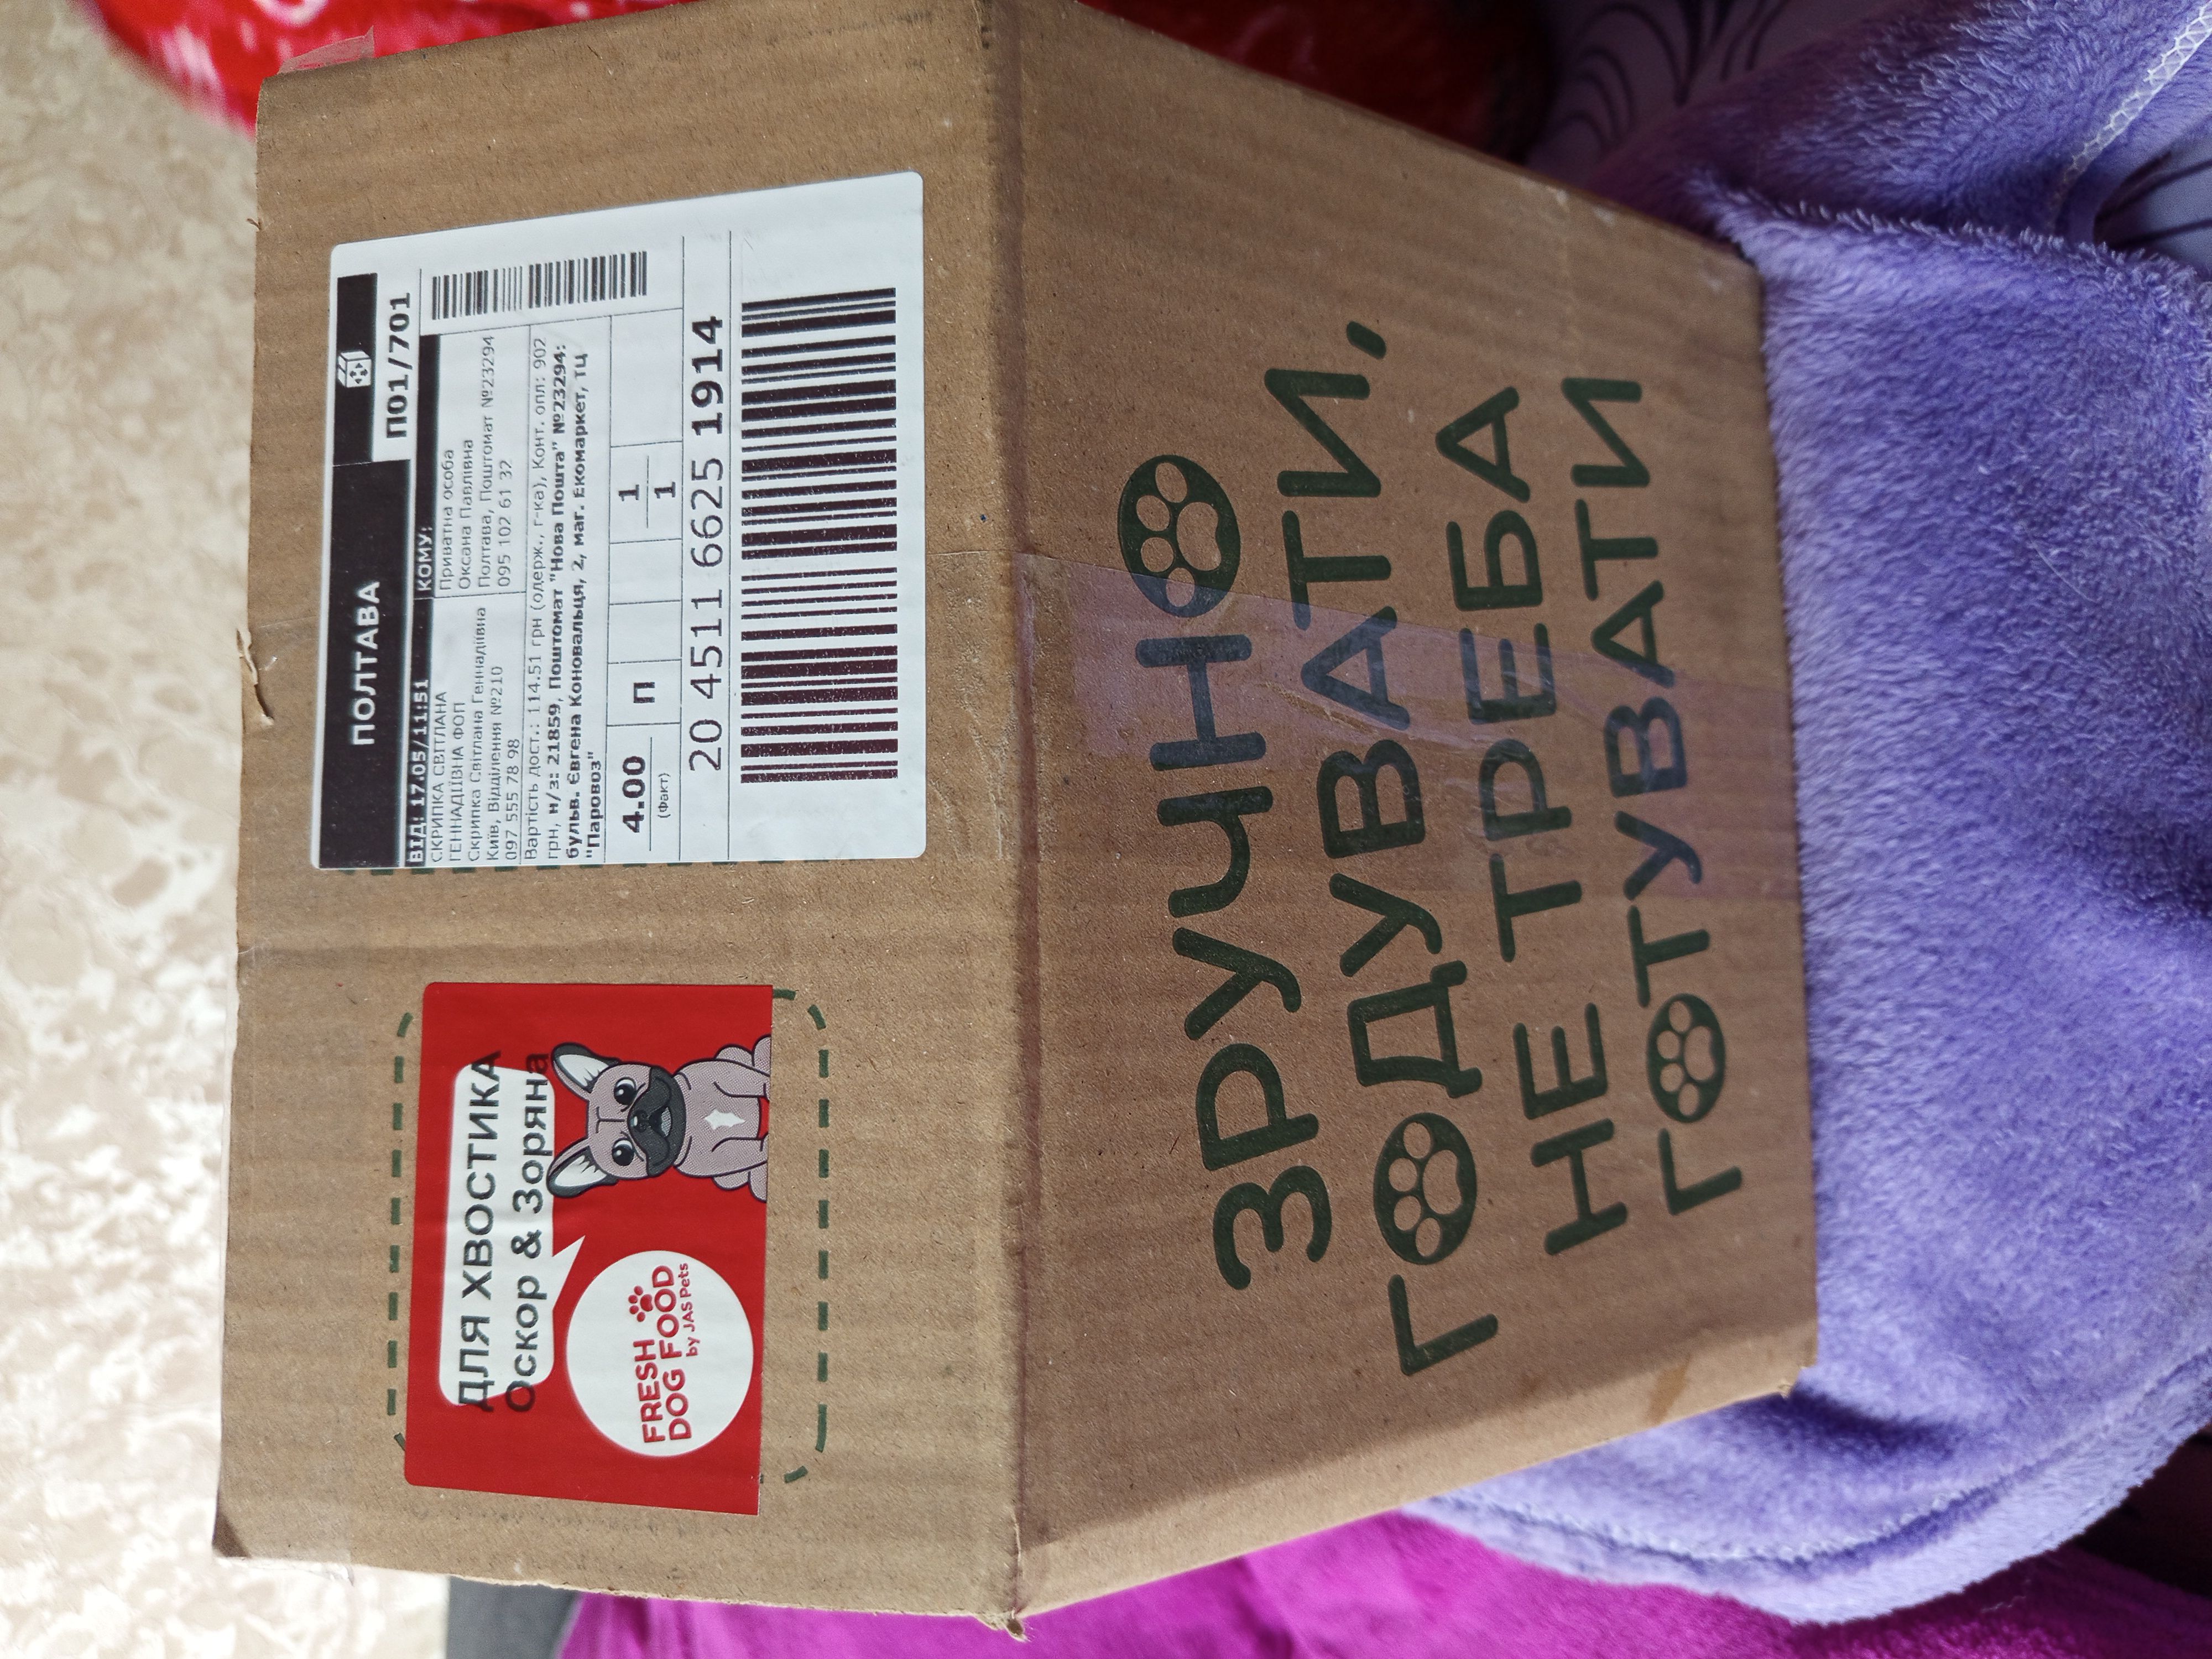 ПОЛТАВА
П01/701
ВІД: 17.05/11:51
СКРИПКА СВІТЛАНА
ГЕННАДІЇВНА ФОП
Скрипка Світлана Геннадіївна
Київ, Відділення №210
097 555 78 98
КОМУ:
Приватна особа
Оксана Павлівна
Полтава, Поштомат №23294
095 102 61 32
Вартість дост.: 114.51 грн (одерж., г-ка), Конт. опл: 902
грн, н/з: 21859, Поштомат "Нова Пошта" №23294:
бульв. Євгена Коновальця, 2, маг. Екомаркет, ТЦ
"Паровоз"
4.00
(Факт)
П
1
1
20 4511 6625 1914
ДЛЯ ХВОСТИКА
Оскор & Зоряна
FRESH
DOG FOOD
by JAS Pets
ЗРУЧНО
ГОДУВАТИ,
НЕ ТРЕБА
ГОТУВАТИ